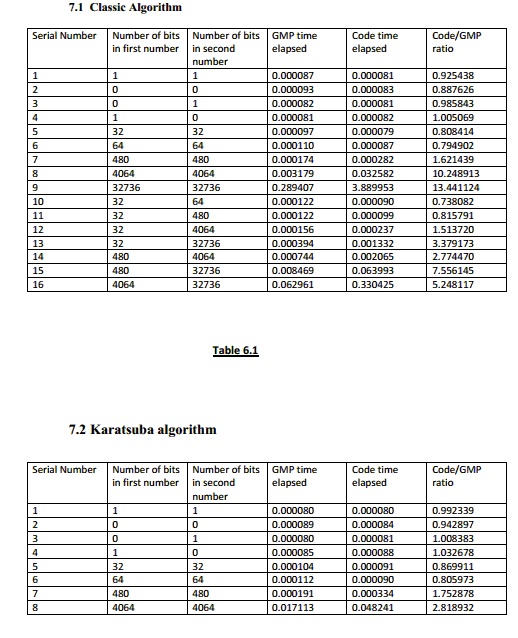 7.1 Classic Algorithm
Serial Number Number of bits in first number Number of bits in second number GMP time elapsed Code time elapsed Code/GMP ratio
1 1 1 0.000087 0.000081 0.925438
2 0 0 0.000093 0.000083 0.887626
3 0 1 0.000082 0.000081 0.985843
4 1 0 0.000081 0.000082 1.005069
5 32 32 0.000097 0.000079 0.808414
6 64 64 0.000110 0.000087 0.794902
7 480 480 0.000174 0.000282 1.621439
8 4064 4064 0.003179 0.032582 10.248913
9 32736 32736 0.289407 3.889953 13.441124
10 32 64 0.000122 0.000090 0.738082
11 32 480 0.000122 0.000099 0.815791
12 32 4064 0.000156 0.000237 1.513720
13 32 32736 0.000394 0.001332 3.379173
14 480 4064 0.000744 0.002065 2.774470
15 480 32736 0.008469 0.063993 7.556145
16 4064 32736 0.062961 0.330425 5.248117
Table 6.1
7.2 Karatsuba algorithm
Serial Number Number of bits in first number Number of bits in second number GMP time elapsed Code time elapsed Code/GMP ratio
1 1 1 0.000080 0.000080 0.992339
2 0 0 0.000089 0.000084 0.942897
3 0 1 0.000080 0.000081 1.008383
4 1 0 0.000085 0.000088 1.032678
5 32 32 0.000104 0.000091 0.869911
6 64 64 0.000112 0.000090 0.805973
7 480 480 0.000191 0.000334 1.752878
8 4064 4064 0.017113 0.048241 2.818932